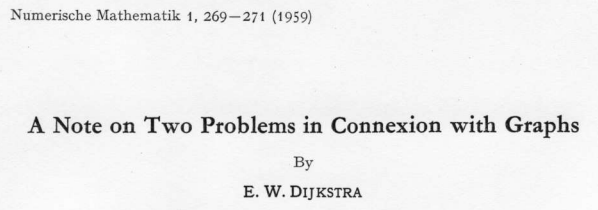 Numerische Mathematik 1, 269—271 (1959)
A Note on Two Problems in Connexion with Graphs
By
E. W. DIJKSTRA